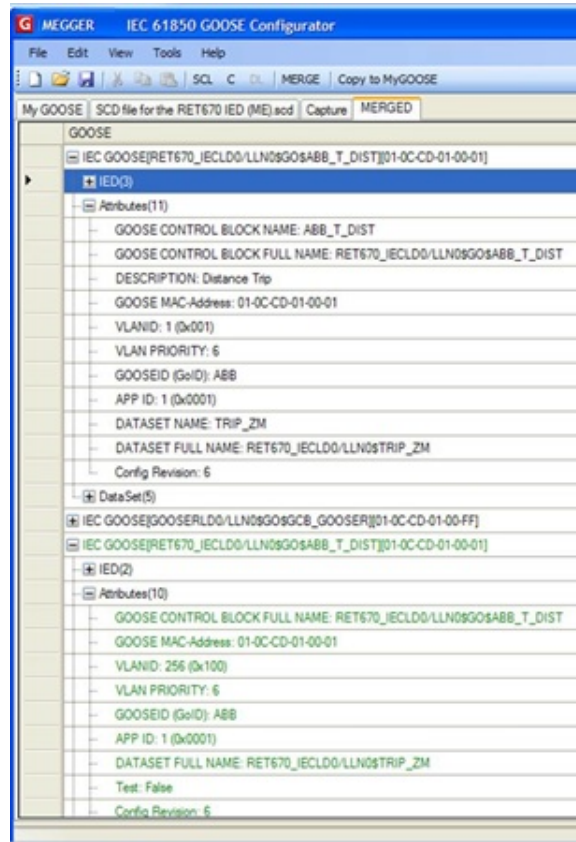 G MEGGER IEC 61850 GOOSE Configurator
File Edit View Tools Help
SCL C MERGE Copy to MyGOOSE
My GOOSE SCD file for the RET670 IED (ME).scd Capture MERGED
GOOSE
IEC GOOSE[RET670_IECLD0/LLN0$GO$ABB_T_DIST][01-0C-CD-01-00-01]
IED(3)
Attributes(11)
GOOSE CONTROL BLOCK NAME: ABB_T_DIST
GOOSE CONTROL BLOCK FULL NAME: RET670_IECLD0/LLN0$GO$ABB_T_DIST
DESCRIPTION: Distance Trip
GOOSE MAC-Address: 01-0C-CD-01-00-01
VLANID: 1 (0x001)
VLAN PRIORITY: 6
GOOSEID (GoID): ABB
APP ID: 1 (0x0001)
DATASET NAME: TRIP_ZM
DATASET FULL NAME: RET670_IECLD0/LLN0$TRIP_ZM
Config Revision: 6
DataSet(5)
IEC GOOSE[GOOSERLD0/LLN0$GO$GCB_GOOSER][01-0C-CD-01-00-FF]
IEC GOOSE[RET670_IECLD0/LLN0$GO$ABB_T_DIST][01-0C-CD-01-00-01]
IED(2)
Attributes(10)
GOOSE CONTROL BLOCK FULL NAME: RET670_IECLD0/LLN0$GO$ABB_T_DIST
GOOSE MAC-Address: 01-0C-CD-01-00-01
VLANID: 256 (0x100)
VLAN PRIORITY: 6
GOOSEID (GoID): ABB
APP ID: 1 (0x0001)
DATASET FULL NAME: RET670_IECLD0/LLN0$TRIP_ZM
Test: False
Config Revision: 6